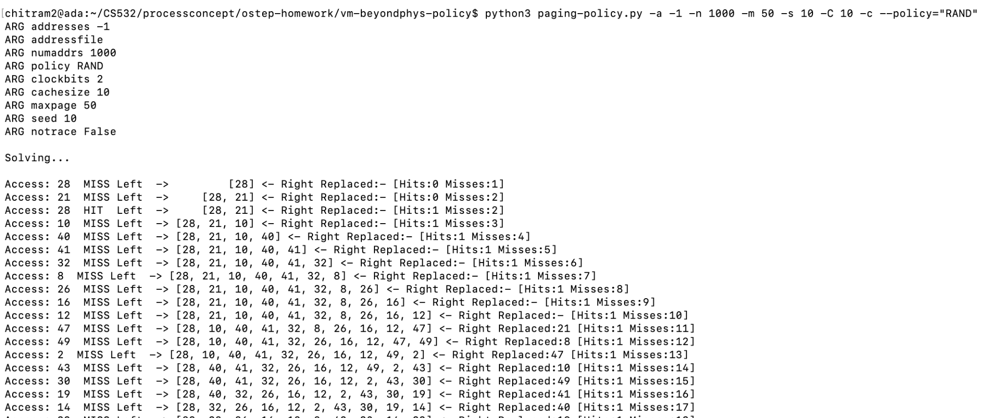 [chitram2@ada:~/CS532/processconcept/ostep-homework/vm-beyondphys-policy$ python3 paging-policy.py -a -1 -n 1000 -m 50 -s 10 -C 10 -c --policy="RAND"
ARG addresses -1
ARG addressfile
ARG numaddrs 1000
ARG policy RAND
ARG clockbits 2
ARG cachesize 10
ARG maxpage 50
ARG seed 10
ARG notrace False
Solving...
Access: 28  MISS Left  ->         [28] <- Right Replaced:- [Hits:0 Misses:1]
Access: 21  MISS Left  ->     [28, 21] <- Right Replaced:- [Hits:0 Misses:2]
Access: 28  HIT  Left  ->     [28, 21] <- Right Replaced:- [Hits:1 Misses:2]
Access: 10  MISS Left  -> [28, 21, 10] <- Right Replaced:- [Hits:1 Misses:3]
Access: 40  MISS Left  -> [28, 21, 10, 40] <- Right Replaced:- [Hits:1 Misses:4]
Access: 41  MISS Left  -> [28, 21, 10, 40, 41] <- Right Replaced:- [Hits:1 Misses:5]
Access: 32  MISS Left  -> [28, 21, 10, 40, 41, 32] <- Right Replaced:- [Hits:1 Misses:6]
Access: 8  MISS Left  -> [28, 21, 10, 40, 41, 32, 8] <- Right Replaced:- [Hits:1 Misses:7]
Access: 26  MISS Left  -> [28, 21, 10, 40, 41, 32, 8, 26] <- Right Replaced:- [Hits:1 Misses:8]
Access: 16  MISS Left  -> [28, 21, 10, 40, 41, 32, 8, 26, 16] <- Right Replaced:- [Hits:1 Misses:9]
Access: 12  MISS Left  -> [28, 21, 10, 40, 41, 32, 8, 26, 16, 12] <- Right Replaced:- [Hits:1 Misses:10]
Access: 47  MISS Left  -> [28, 10, 40, 41, 32, 8, 26, 16, 12, 47] <- Right Replaced:21 [Hits:1 Misses:11]
Access: 49  MISS Left  -> [28, 10, 40, 41, 32, 26, 16, 12, 47, 49] <- Right Replaced:8 [Hits:1 Misses:12]
Access: 2  MISS Left  -> [28, 10, 40, 41, 32, 26, 16, 12, 49, 2] <- Right Replaced:47 [Hits:1 Misses:13]
Access: 43  MISS Left  -> [28, 40, 41, 32, 26, 16, 12, 49, 2, 43] <- Right Replaced:10 [Hits:1 Misses:14]
Access: 30  MISS Left  -> [28, 40, 41, 32, 26, 16, 12, 2, 43, 30] <- Right Replaced:49 [Hits:1 Misses:15]
Access: 19  MISS Left  -> [28, 40, 32, 26, 16, 12, 2, 43, 30, 19] <- Right Replaced:41 [Hits:1 Misses:16]
Access: 14  MISS Left  -> [28, 32, 26, 16, 12, 2, 43, 30, 19, 14] <- Right Replaced:40 [Hits:1 Misses:17]